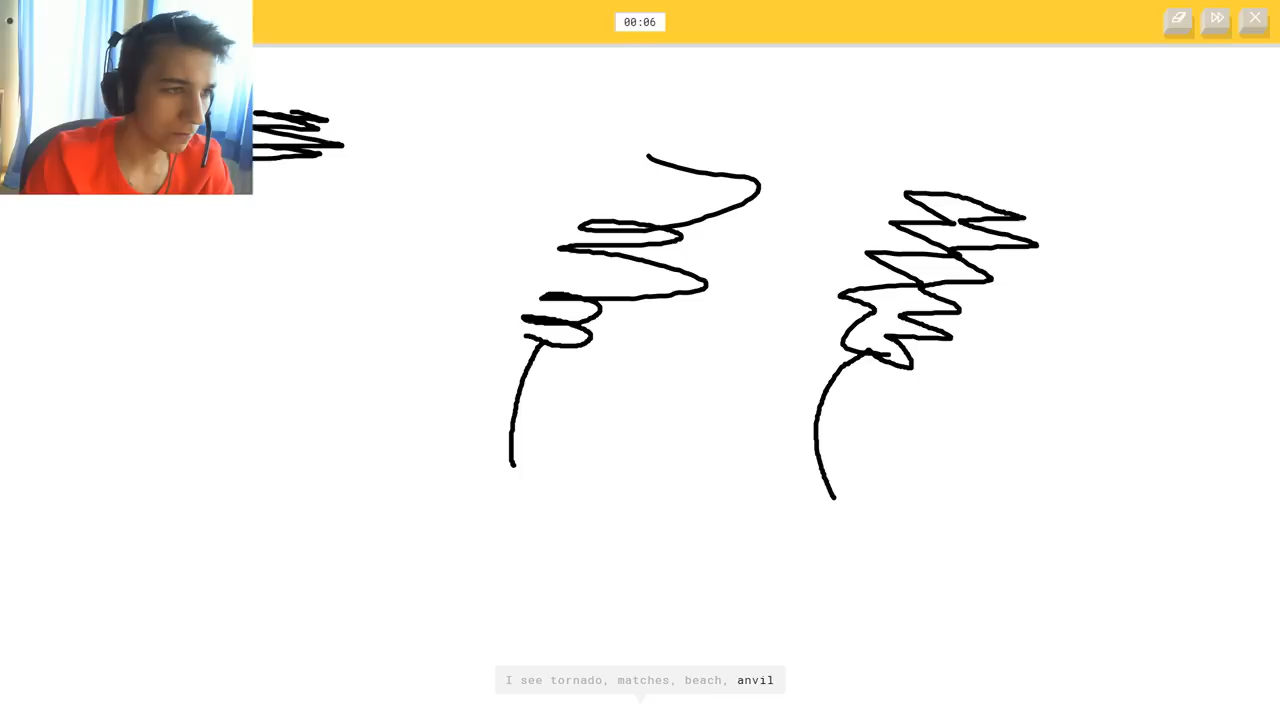 00:06
I see tornado, matches, beach, anvil